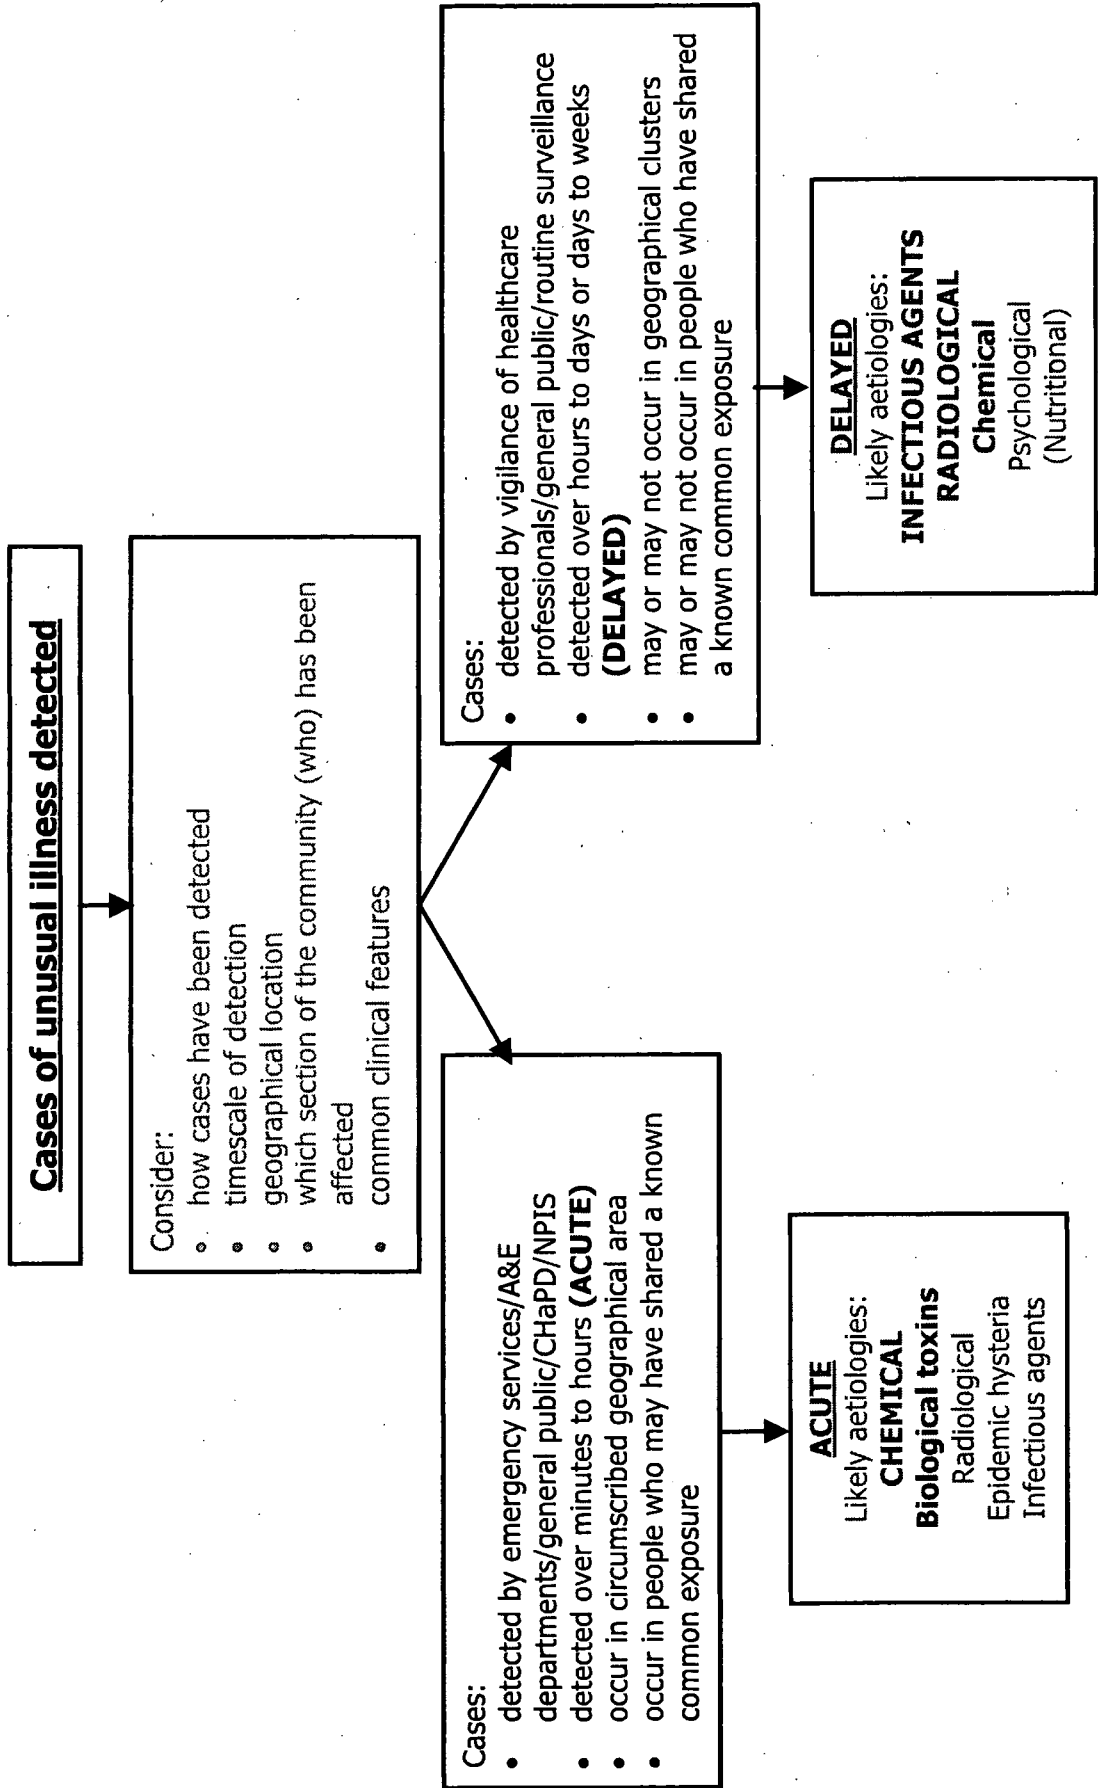 Cases of unusual illness detected
Consider:
• how cases have been detected
• timescale of detection
• geographical location
• which section of the community (who) has been
affected
• common clinical features
Cases:
• detected by emergency services/A&E
departments/general public/CHaPD/NPIS
• detected over minutes to hours (ACUTE)
• occur in circumscribed geographical area
• occur in people who may have shared a known
common exposure
Cases:
• detected by vigilance of healthcare
professionals/general public/routine surveillance
• detected over hours to days or days to weeks
(DELAYED)
• may or may not occur in geographical clusters
• may or may not occur in people who have shared
a known common exposure
ACUTE
Likely aetiologies:
CHEMICAL
Biological toxins
Radiological
Epidemic hysteria
Infectious agents
DELAYED
Likely aetiologies:
INFECTIOUS AGENTS
RADIOLOGICAL
Chemical
Psychological
(Nutritional)